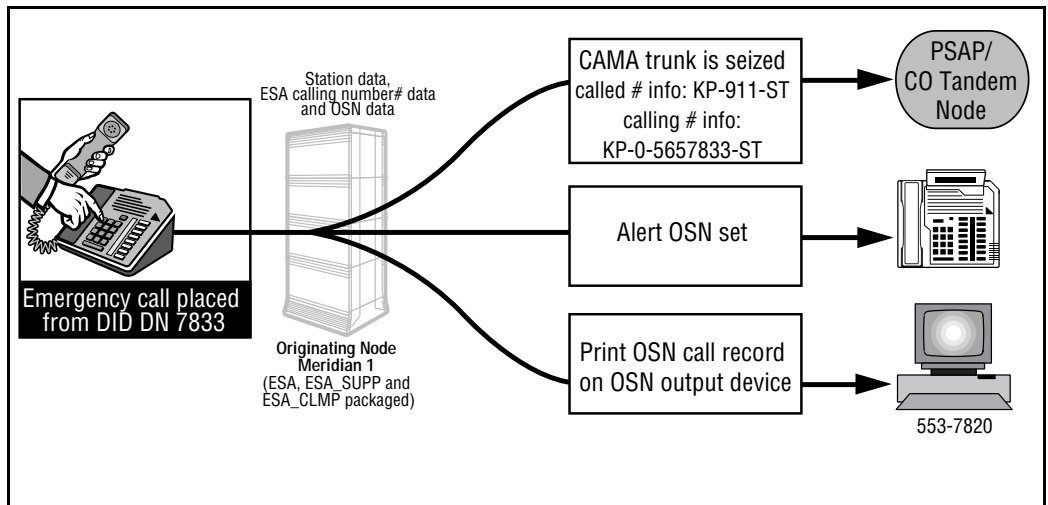 Emergency call placed
from DID DN 7833
Station data,
ESA calling number# data
and OSN data
Originating Node
Meridian 1
(ESA, ESA_SUPP and
ESA_CLMP packaged)
CAMA trunk is seized
called # info: KP-911-ST
calling # info:
KP-0-5657833-ST
PSAP/
CO Tandem
Node
Alert OSN set
Print OSN call record
on OSN output device
553-7820